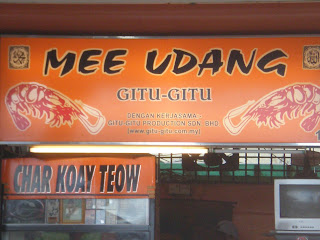 MEE UDANG
GITU-GITU
DENGAN KERJASAMA:
GITU-GITU PRODUCTION SDN. BHD
(www.gitu-gitu.com.my)
CHAR KOAY TEOW